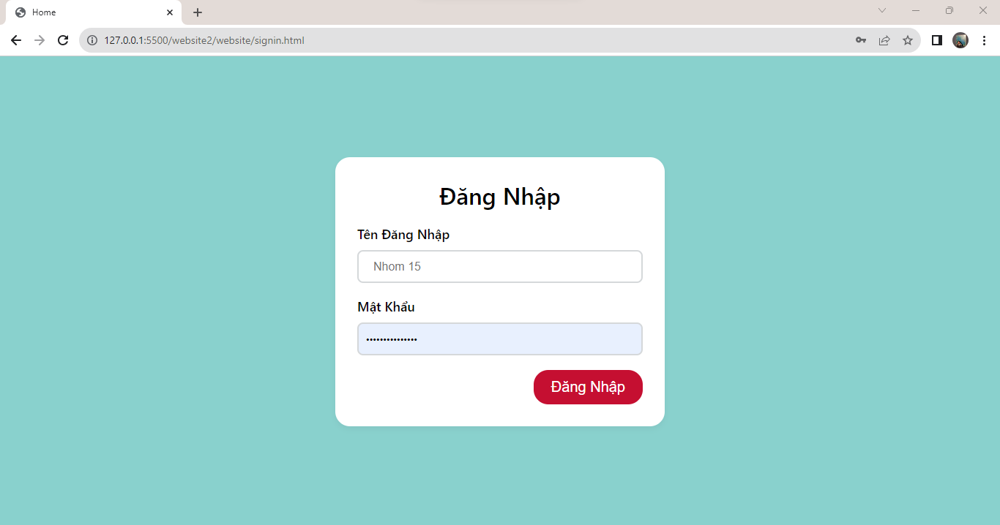 Home
127.0.0.1:5500/website2/website/signin.html
Đăng Nhập
Tên Đăng Nhập
Nhom 15
Mật Khẩu
•••••••••••••••
Đăng Nhập